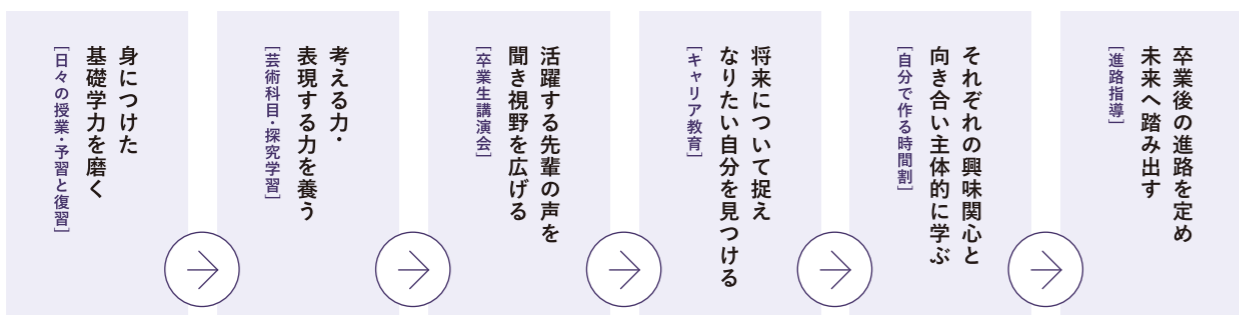 身につけた
基礎学力を磨く
[日々の授業・予習と復習]
考える力・
表現する力を養う
[芸術科目・探究学習]
活躍する先輩の声を
聞き視野を広げる
[卒業生講演会]
将来について捉え
なりたい自分を見つける
[キャリア教育]
それぞれの興味関心と
向き合い主体的に学ぶ
[自分で作る時間割]
卒業後の進路を定め
未来へ踏み出す
[進路指導]